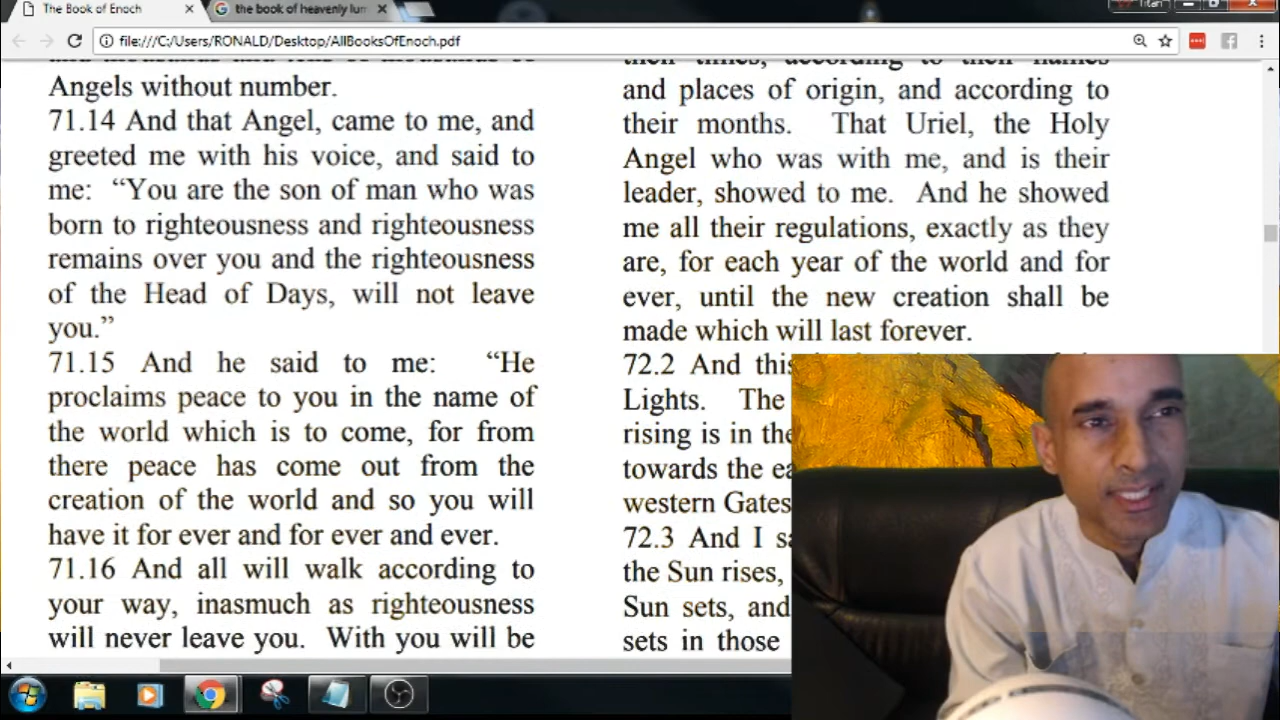 The Book of Enoch
the book of heavenly lum
Titan
file:///C:/Users/RONALD/Desktop/AllBooksOfEnoch.pdf
Angels without number.
71.14 And that Angel, came to me, and
greeted me with his voice, and said to
me: “You are the son of man who was
born to righteousness and righteousness
remains over you and the righteousness
of the Head of Days, will not leave
you.”
71.15 And he said to me: “He
proclaims peace to you in the name of
the world which is to come, for from
there peace has come out from the
creation of the world and so you will
have it for ever and for ever and ever.
71.16 And all will walk according to
your way, inasmuch as righteousness
will never leave you. With you will be
their times, according to their names
and places of origin, and according to
their months. That Uriel, the Holy
Angel who was with me, and is their
leader, showed to me. And he showed
me all their regulations, exactly as they
are, for each year of the world and for
ever, until the new creation shall be
made which will last forever.
72.2 And this
Lights. The
rising is in the
towards the ea
western Gates
72.3 And I sa
the Sun rises,
Sun sets, and
sets in those